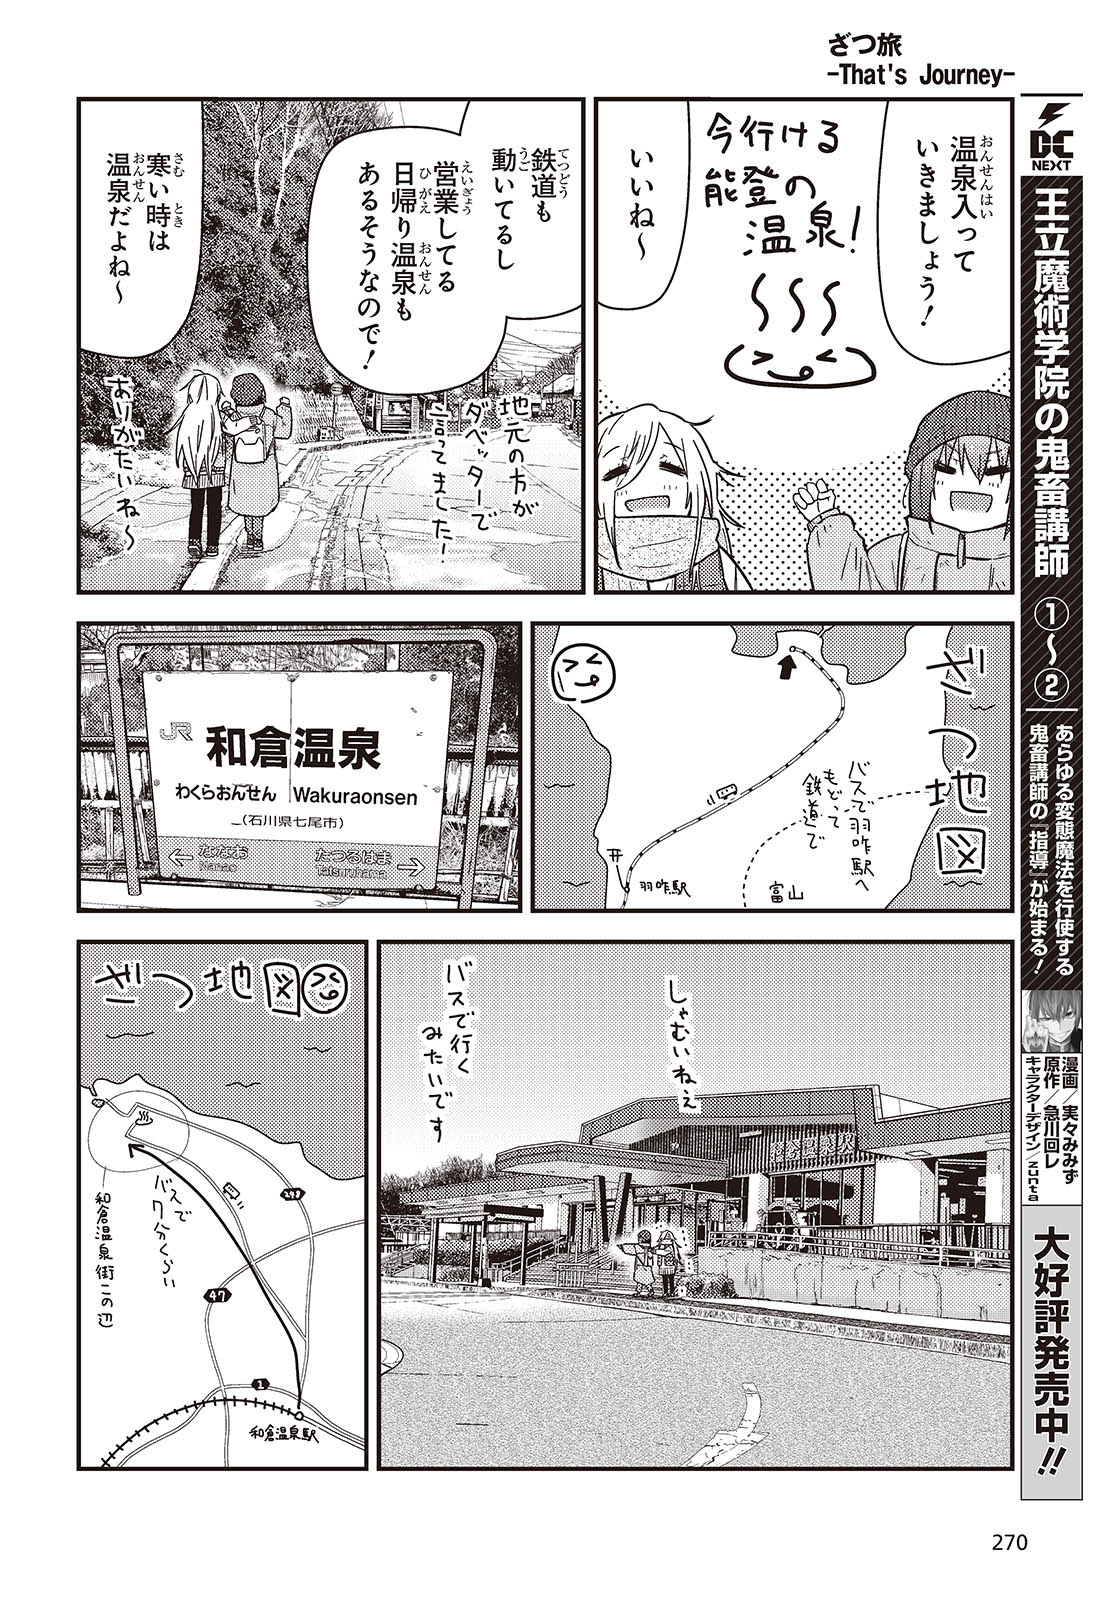 ざつ旅
-That's Journey-
温泉入って
いきましょう!
今行ける
能登の
温泉!
いいね〜
鉄道も
動いてるし
営業してる
日帰り温泉も
あるそうなので!
寒い時は
温泉だよね〜
地元の方が
ダベッターで
言ってました!
ありがたいね〜
ざつ地図
バスで羽咋駅へ
もどって
鉄道で
羽咋駅
富山
JR
和倉温泉
わくらおんせん Wakuraonsen
(石川県七尾市)
ななお
Nanao
たつるはま
Tatsuruhama
しゃむいねぇ
バスで行く
みたいです
ざつ地図
バスで
7分くらい
和倉温泉街この辺
248
47
1
和倉温泉駅
DC
NEXT
王立魔術学院の鬼畜講師 ①〜②
あらゆる変態魔法を行使する
鬼畜講師の『指導』が始まる!
漫画/実々みみず
原作/急川回レ
キャラクターデザイン/zunta
大好評発売中!!
270